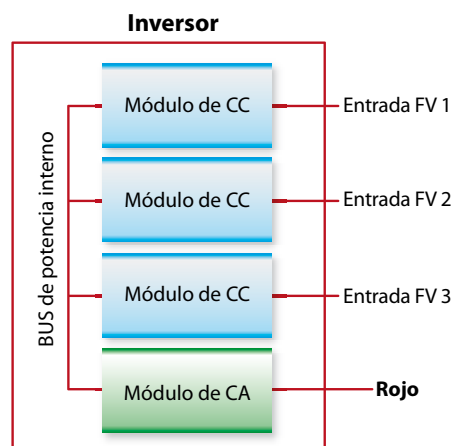 Inversor
BUS de potencia interno
Módulo de CC
Entrada FV 1
Módulo de CC
Entrada FV 2
Módulo de CC
Entrada FV 3
Módulo de CA
Rojo